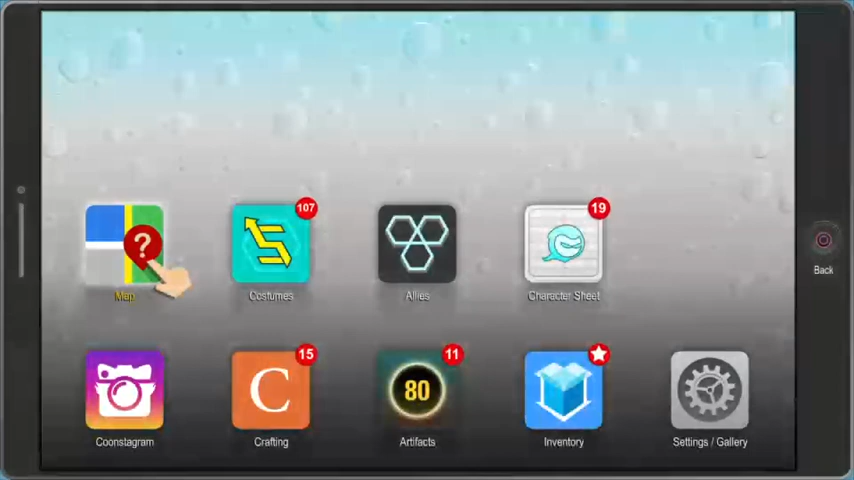 ?
107
19
Map
Costumes
Allies
Character Sheet
Back
15
11
C
80
Coonstagram
Crafting
Artifacts
Inventory
Settings / Gallery